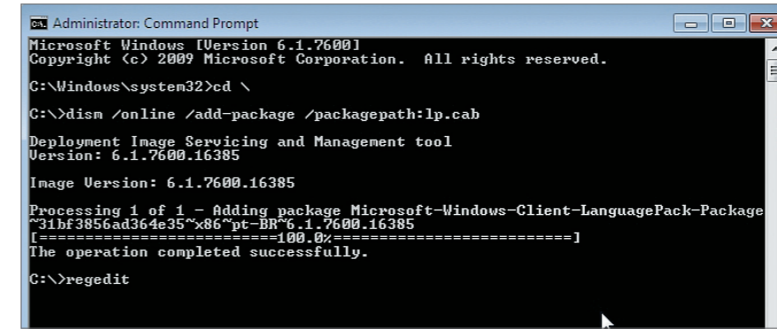 Administrator: Command Prompt
Microsoft Windows [Version 6.1.7600]
Copyright (c) 2009 Microsoft Corporation.  All rights reserved.
C:\Windows\system32>cd \
C:\>dism /online /add-package /packagepath:lp.cab
Deployment Image Servicing and Management tool
Version: 6.1.7600.16385
Image Version: 6.1.7600.16385
Processing 1 of 1 - Adding package Microsoft-Windows-Client-LanguagePack-Package
~31bf3856ad364e35~x86~pt-BR~6.1.7600.16385
[==========================100.0%==========================]
The operation completed successfully.
C:\>regedit